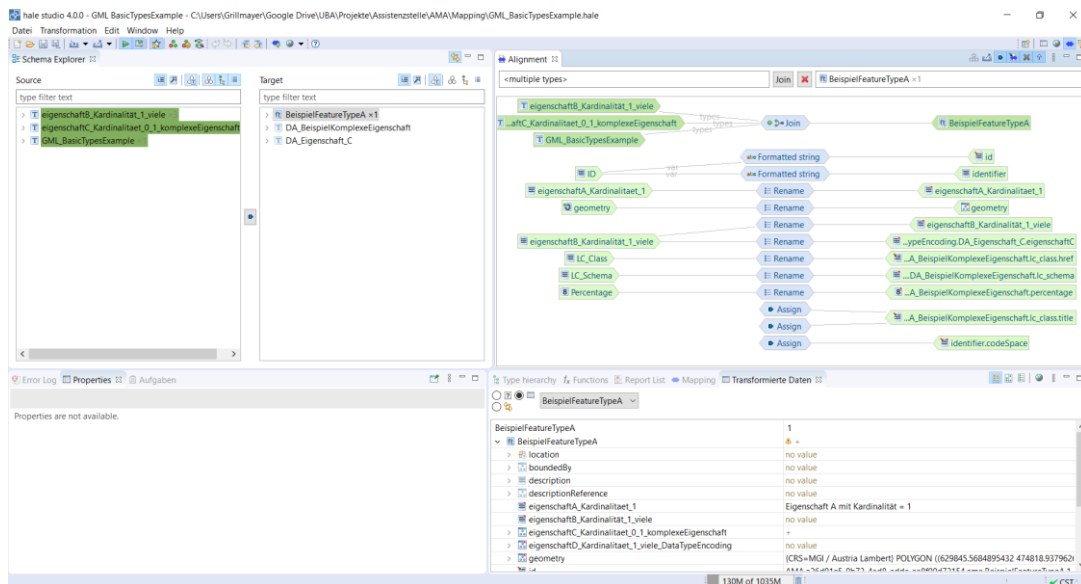 hale studio 4.0.0 - GML BasicTypesExample - C:\Users\Grillmayer\Google Drive\UBA\Projekte\Assistenzstelle\AMA\Mapping\GML_BasicTypesExample.hale
Datei Transformation Edit Window Help
Schema Explorer
Source
type filter text
eigenschaftB_Kardinalität_1_viele
eigenschaftC_Kardinalitaet_0_1_komplexeEigenschaft
GML_BasicTypesExample
Target
type filter text
BeispielFeatureTypeA ×1
DA_BeispielKomplexeEigenschaft
DA_Eigenschaft_C
Alignment
<multiple types> Join BeispielFeatureTypeA ×1
eigenschaftB_Kardinalität_1_viele
...aftC_Kardinalitaet_0_1_komplexeEigenschaft types types Join BeispielFeatureTypeA
types
GML_BasicTypesExample
Formatted string id
ID var var Formatted string identifier
eigenschaftA_Kardinalitaet_1 Rename eigenschaftA_Kardinalitaet_1
geometry Rename geometry
Rename eigenschaftB_Kardinalität_1_viele
eigenschaftB_Kardinalität_1_viele Rename ...ypeEncoding.DA_Eigenschaft_C.eigenschaftC
LC_Class Rename ...A_BeispielKomplexeEigenschaft.lc_class.href
LC_Schema Rename ...DA_BeispielKomplexeEigenschaft.lc_schema
Percentage Rename ...A_BeispielKomplexeEigenschaft.percentage
Assign
...A_BeispielKomplexeEigenschaft.lc_class.title
Assign
Assign identifier.codeSpace
Error Log Properties Aufgaben
Properties are not available.
Type hierarchy Functions Report List Mapping Transformierte Daten
BeispielFeatureTypeA
BeispielFeatureTypeA 1
BeispielFeatureTypeA +
location no value
boundedBy no value
description no value
descriptionReference no value
eigenschaftA_Kardinalitaet_1 Eigenschaft A mit Kardinalität = 1
eigenschaftB_Kardinalität_1_viele no value
eigenschaftC_Kardinalitaet_0_1_komplexeEigenschaft +
eigenschaftD_Kardinalitaet_1_viele_DataTypeEncoding no value
geometry {CRS=MGI / Austria Lambert} POLYGON ((629845.5684895432 474818.937962
130M of 1035M CST